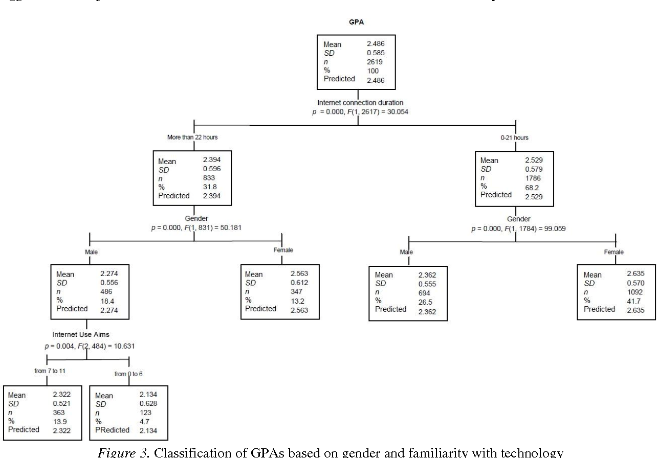 GPA
Mean 2.486
SD 0.585
n 2619
% 100
Predicted 2.486
Internet connection duration
p = 0.000, F(1, 2617) = 30.054
More than 22 hours
0-21 hours
Mean 2.394
SD 0.596
n 833
% 31.8
Predicted 2.394
Mean 2.529
SD 0.579
n 1786
% 68.2
Predicted 2.529
Gender
p = 0.000, F(1, 831) = 50.181
Gender
p = 0.000, F(1, 1784) = 99.059
Male
Female
Male
Female
Mean 2.274
SD 0.556
n 486
% 18.4
Predicted 2.274
Mean 2.563
SD 0.612
n 347
% 13.2
Predicted 2.563
Mean 2.362
SD 0.555
n 694
% 26.5
Predicted 2.362
Mean 2.635
SD 0.570
n 1092
% 41.7
Predicted 2.635
Internet Use Aims
p = 0.004, F(2, 484) = 10.631
from 7 to 11
from 0 to 6
Mean 2.322
SD 0.521
n 363
% 13.9
Predicted 2.322
Mean 2.134
SD 0.628
n 123
% 4.7
PRedicted 2.134
Figure 3. Classification of GPAs based on gender and familiarity with technology